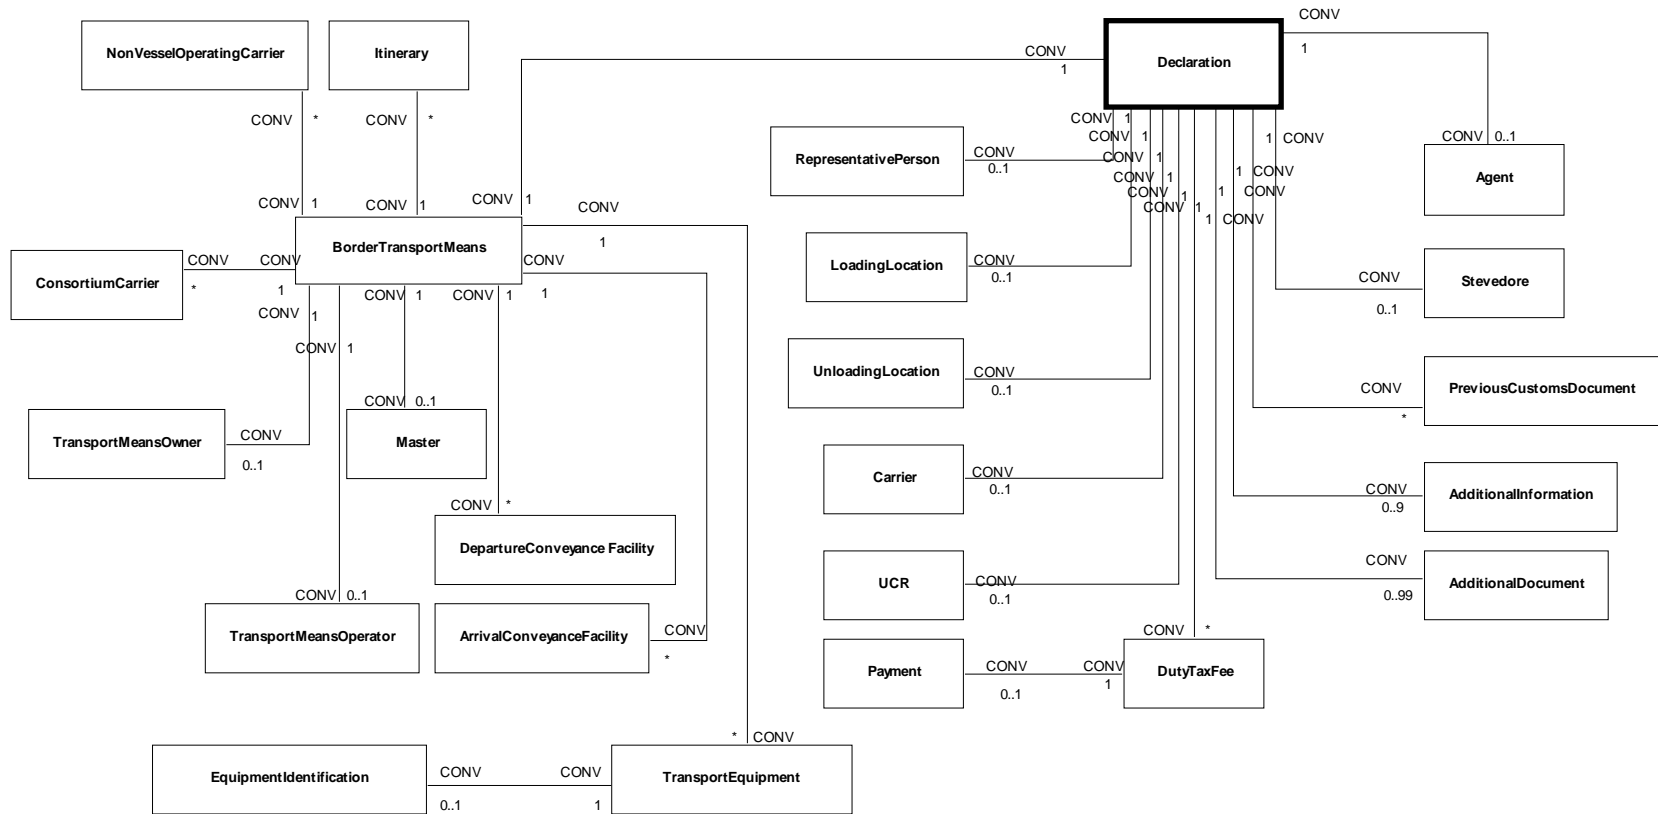 CONV
NonVesselOperatingCarrier
Itinerary
CONV
1
Declaration
1
CONV * CONV *
CONV 1
CONV 1
1 CONV
CONV 0..1
RepresentativePerson
CONV
0..1
CONV 1
CONV 1
1 CONV
Agent
CONV 1
CONV 1
CONV
CONV 1
1
CONV 1 CONV 1 CONV 1 CONV
1 CONV
1
BorderTransportMeans
CONV CONV CONV
ConsortiumCarrier
* 1
CONV 1 CONV 1 1
LoadingLocation
CONV
0..1
CONV
0..1
Stevedore
CONV 1
CONV 1
UnloadingLocation
CONV
0..1
CONV
*
PreviousCustomsDocument
CONV 0..1
TransportMeansOwner
CONV
0..1
Master
Carrier
CONV
0..1
CONV
0..9
AdditionalInformation
CONV *
DepartureConveyance Facility
UCR
CONV
0..1
CONV
0..99
AdditionalDocument
CONV 0..1
TransportMeansOperator
ArrivalConveyanceFacility
CONV
*
CONV *
Payment
CONV CONV
0..1 1
DutyTaxFee
* CONV
EquipmentIdentification
CONV CONV
0..1 1
TransportEquipment